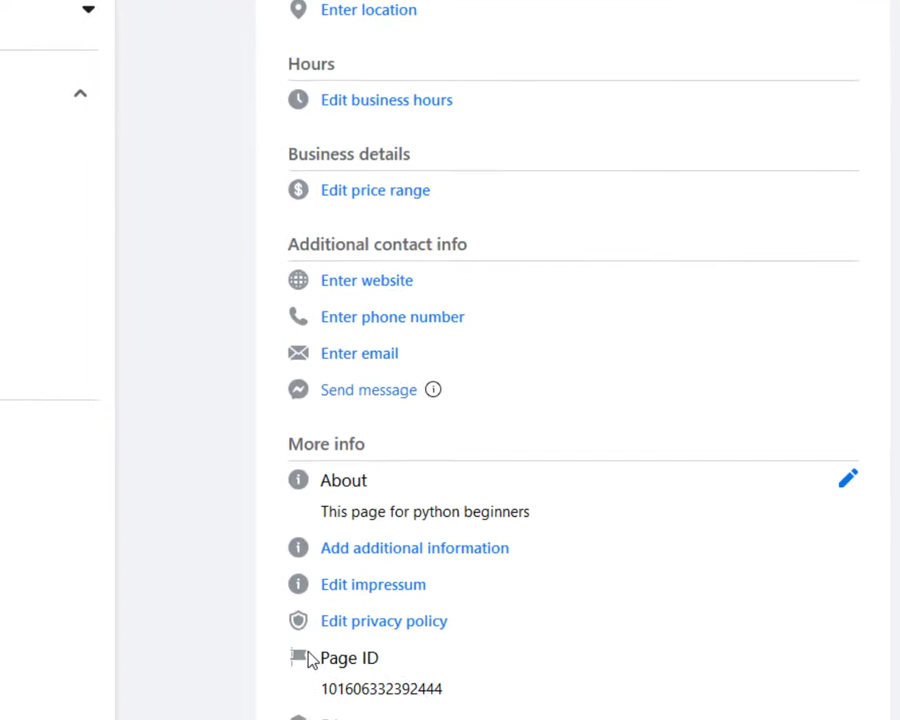 Enter location
Hours
Edit business hours
Business details
Edit price range
Additional contact info
Enter website
Enter phone number
Enter email
Send message
More info
About
This page for python beginners
Add additional information
Edit impressum
Edit privacy policy
Page ID
101606332392444